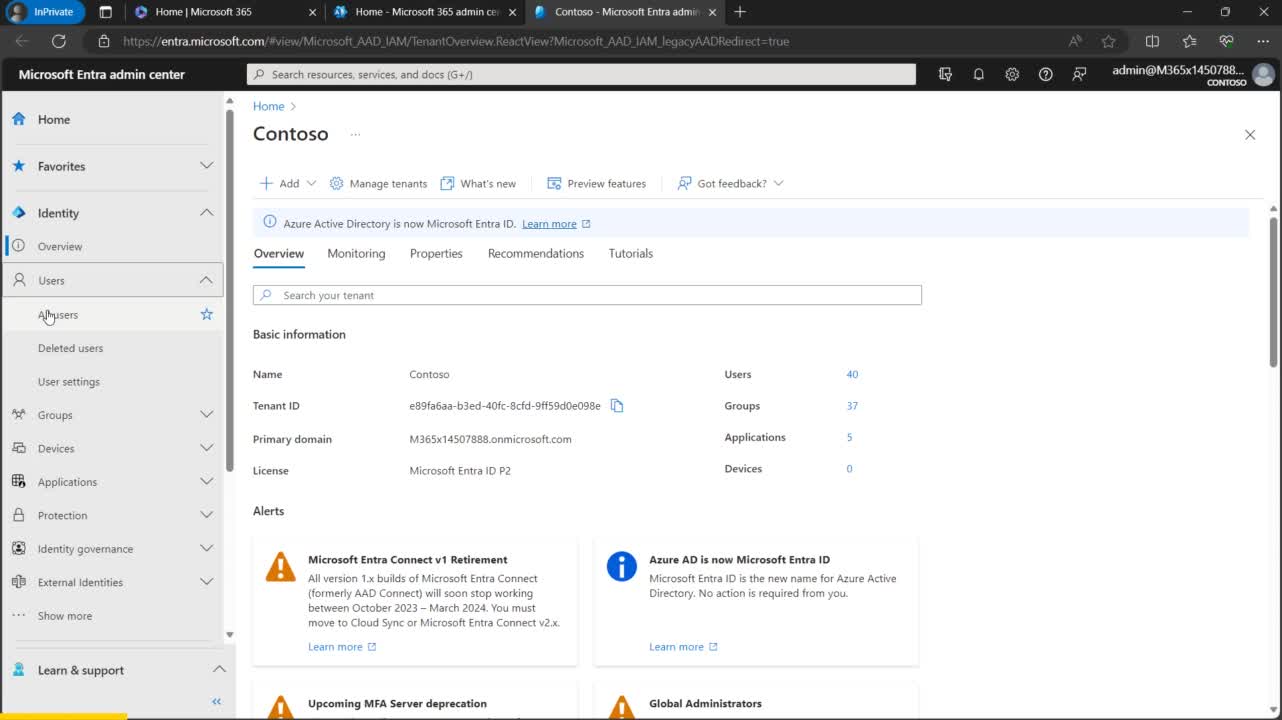 InPrivate
Home | Microsoft 365
Home - Microsoft 365 admin cen
Contoso - Microsoft Entra admin
https://entra.microsoft.com/#view/Microsoft_AAD_IAM/TenantOverview.ReactView?Microsoft_AAD_IAM_legacyAADRedirect=true
Microsoft Entra admin center
Search resources, services, and docs (G+/)
admin@M365x1450788...
CONTOSO
Home
Favorites
Identity
Overview
Users
All users
Deleted users
User settings
Groups
Devices
Applications
Protection
Identity governance
External Identities
Show more
Learn & support
Home >
Contoso ...
Add
Manage tenants
What's new
Preview features
Got feedback?
Azure Active Directory is now Microsoft Entra ID. Learn more
Overview
Monitoring
Properties
Recommendations
Tutorials
Search your tenant
Basic information
Name Contoso Users 40
Tenant ID e89fa6aa-b3ed-40fc-8cfd-9ff59d0e098e Groups 37
Primary domain M365x14507888.onmicrosoft.com Applications 5
License Microsoft Entra ID P2 Devices 0
Alerts
Microsoft Entra Connect v1 Retirement
All version 1.x builds of Microsoft Entra Connect
(formerly AAD Connect) will soon stop working
between October 2023 – March 2024. You must
move to Cloud Sync or Microsoft Entra Connect v2.x.
Learn more
Azure AD is now Microsoft Entra ID
Microsoft Entra ID is the new name for Azure Active
Directory. No action is required from you.
Learn more
Upcoming MFA Server deprecation
Global Administrators